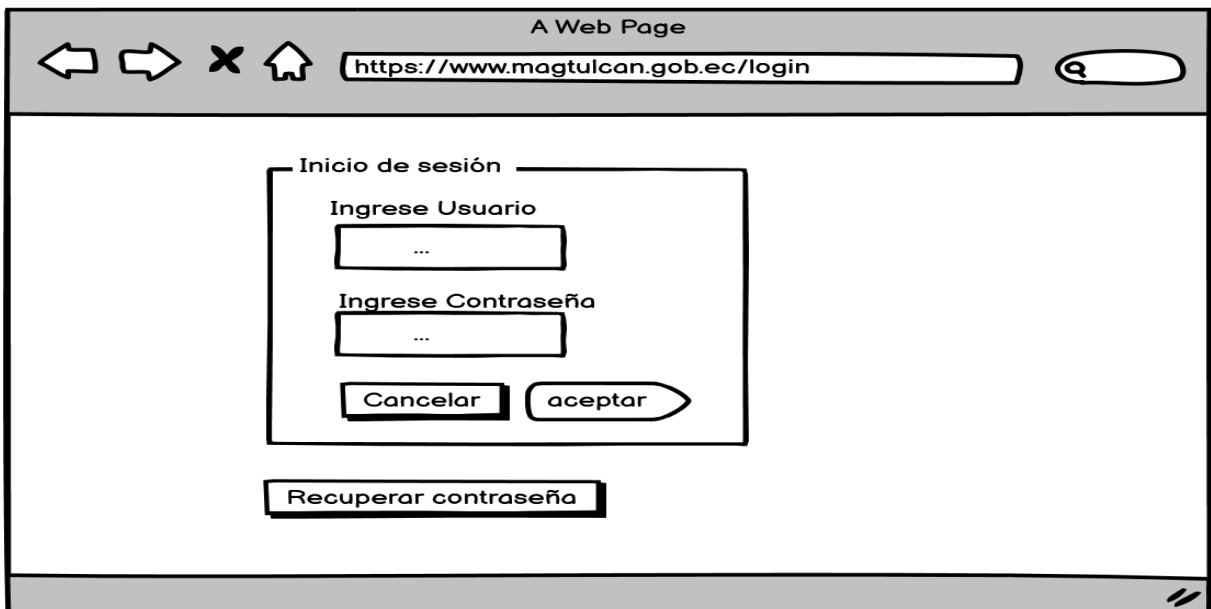 A Web Page
https://www.magtulcan.gob.ec/login
Inicio de sesión
Ingrese Usuario
...
Ingrese Contraseña
...
Cancelar aceptar
Recuperar contraseña